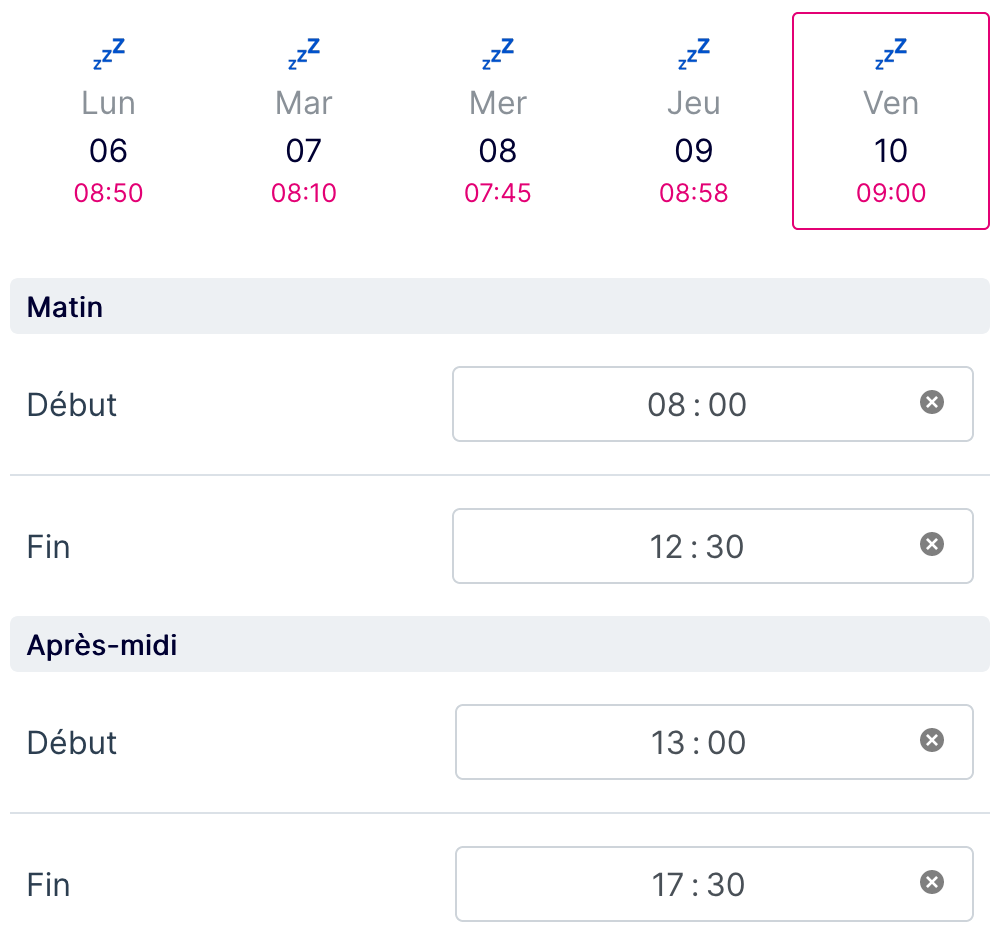 zzZ zzZ zzZ zzZ zzZ
Lun Mar Mer Jeu Ven
06 07 08 09 10
08:50 08:10 07:45 08:58 09:00
Matin
Début 08:00
Fin 12:30
Après-midi
Début 13:00
Fin 17:30